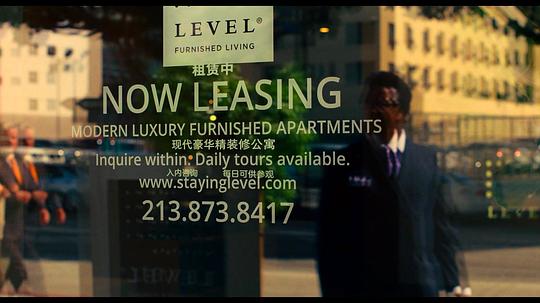 LEVEL®
FURNISHED LIVING
租赁中
NOW LEASING
MODERN LUXURY FURNISHED APARTMENTS
现代豪华精装修公寓
Inquire within. Daily tours available.
入内咨询 每日可供参观
www.stayinglevel.com
213.873.8417